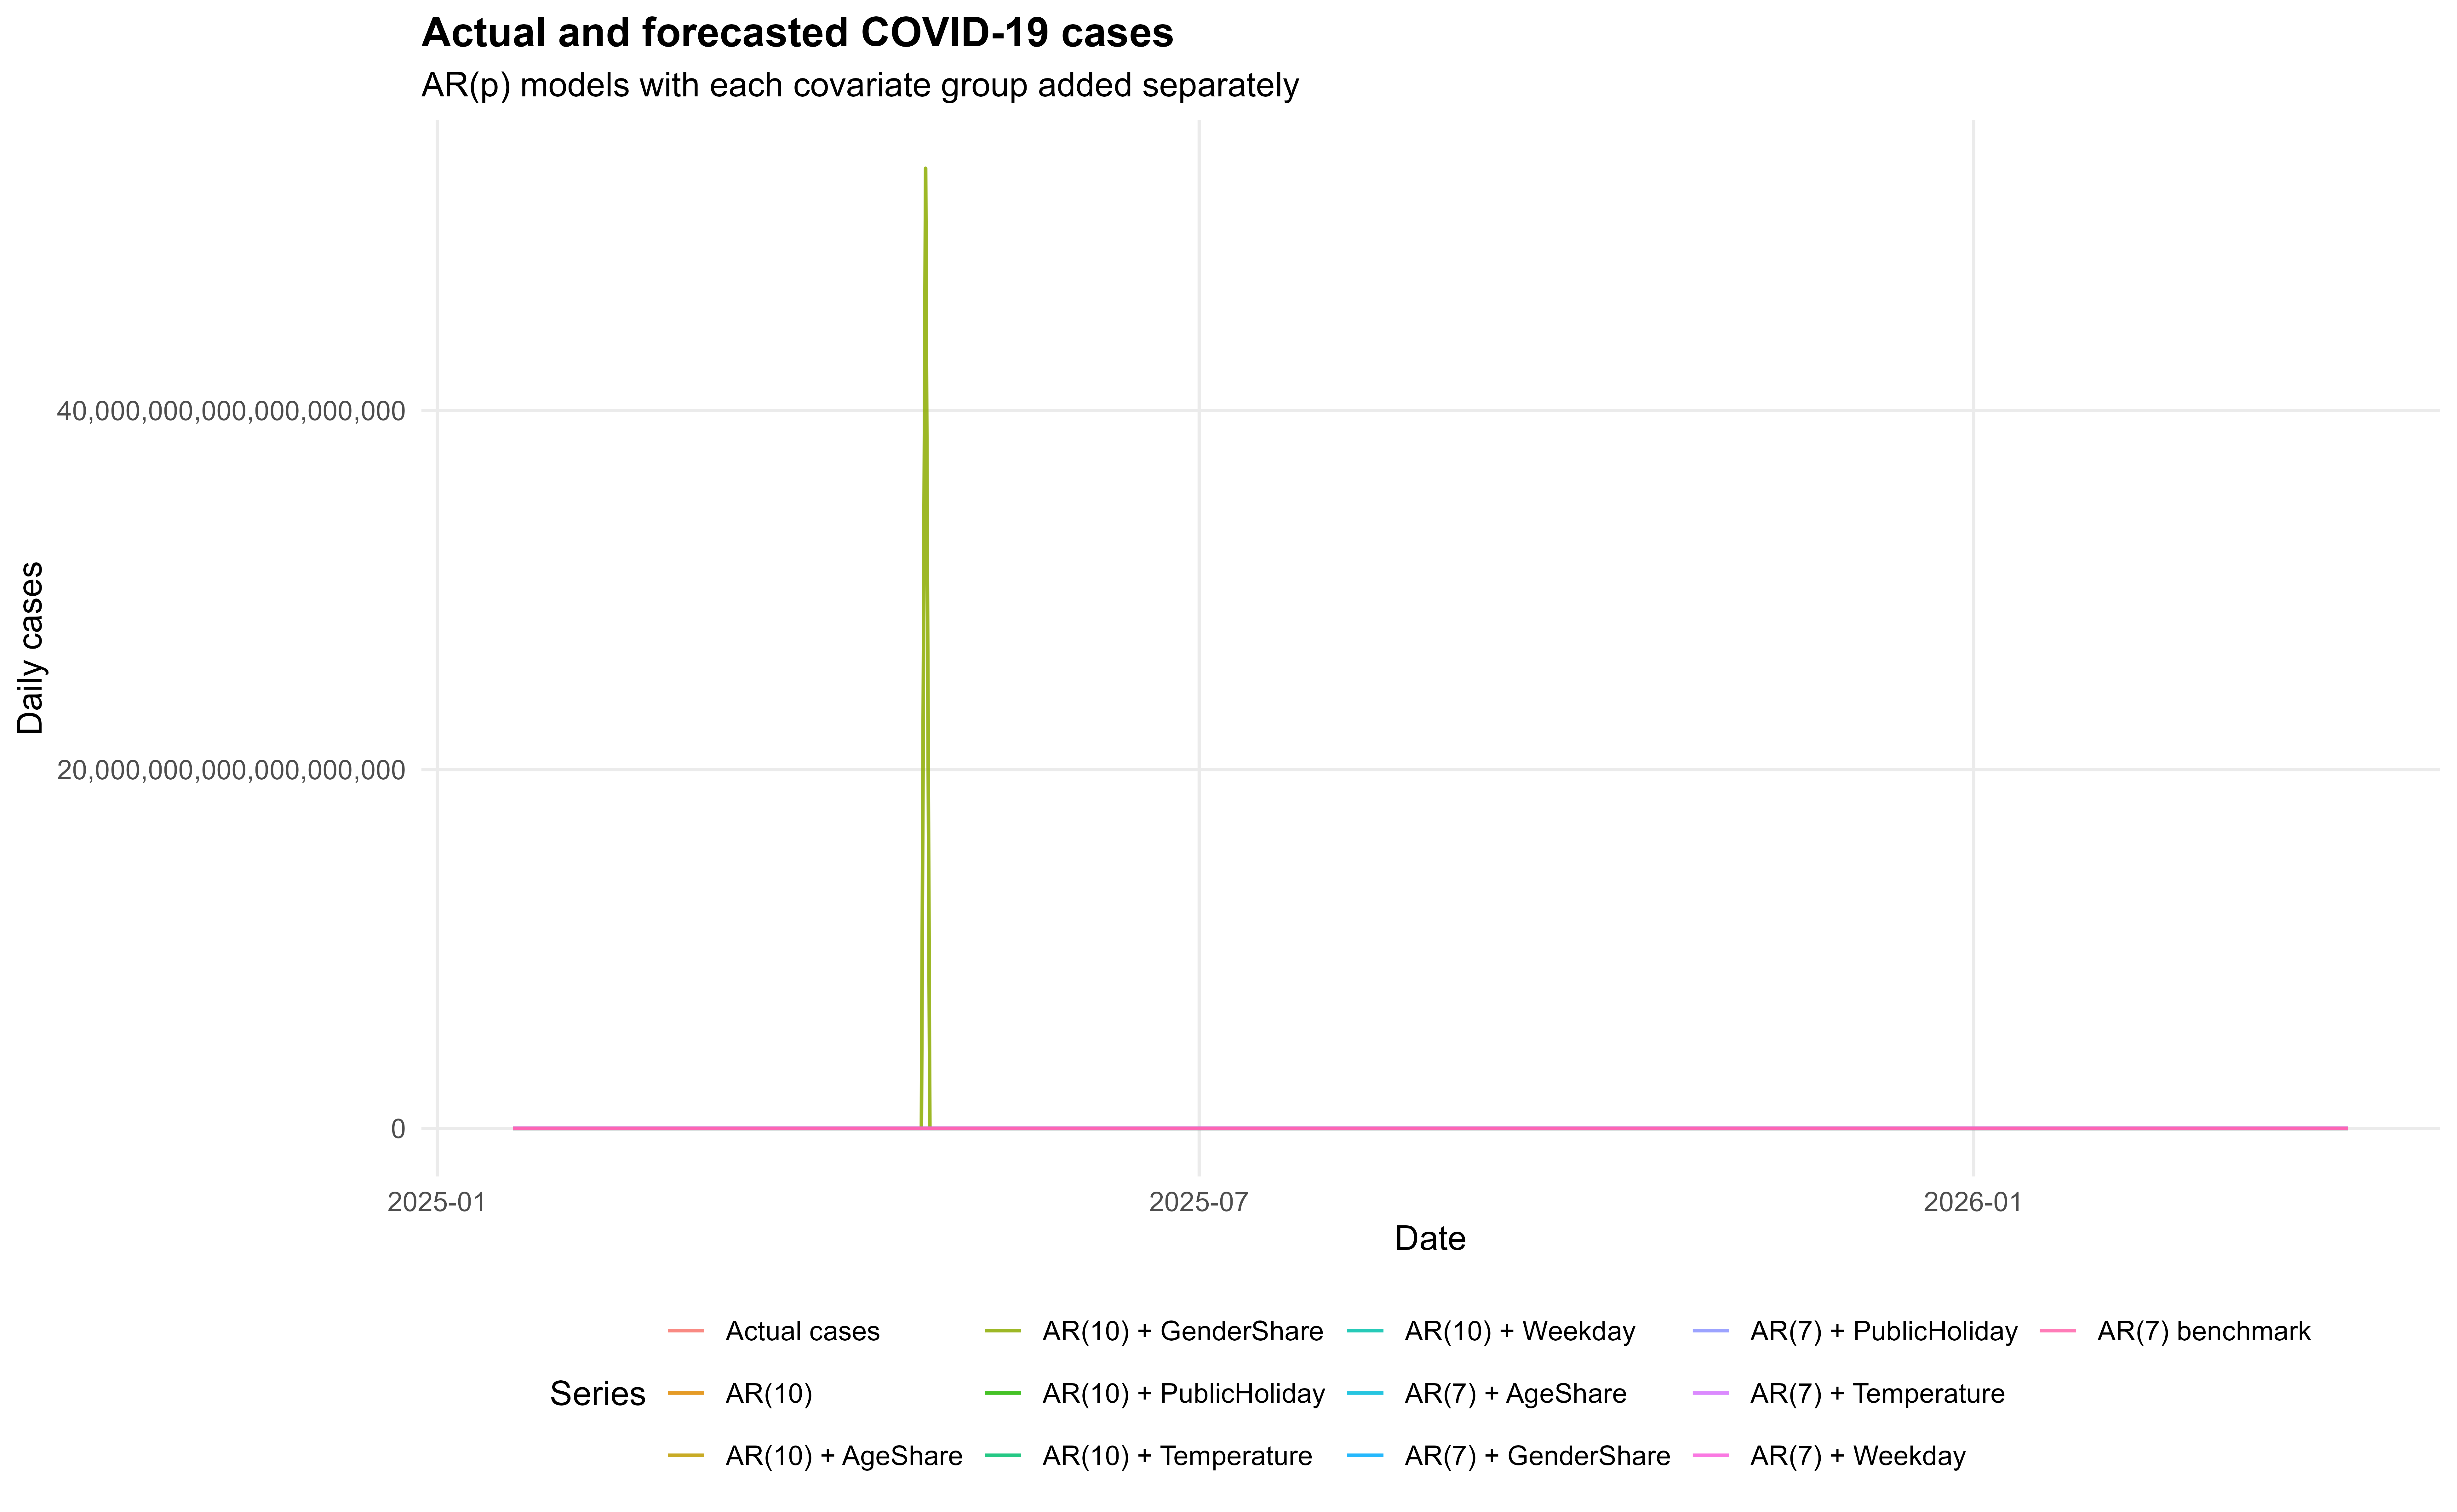 Actual and forecasted COVID-19 cases
AR(p) models with each covariate group added separately
Daily cases
40,000,000,000,000,000,000,000
20,000,000,000,000,000,000,000
0
2025-01
2025-07
2026-01
Date
Series
Actual cases
AR(10)
AR(10) + AgeShare
AR(10) + GenderShare
AR(10) + PublicHoliday
AR(10) + Temperature
AR(10) + Weekday
AR(7) + AgeShare
AR(7) + GenderShare
AR(7) + PublicHoliday
AR(7) + Temperature
AR(7) + Weekday
AR(7) benchmark